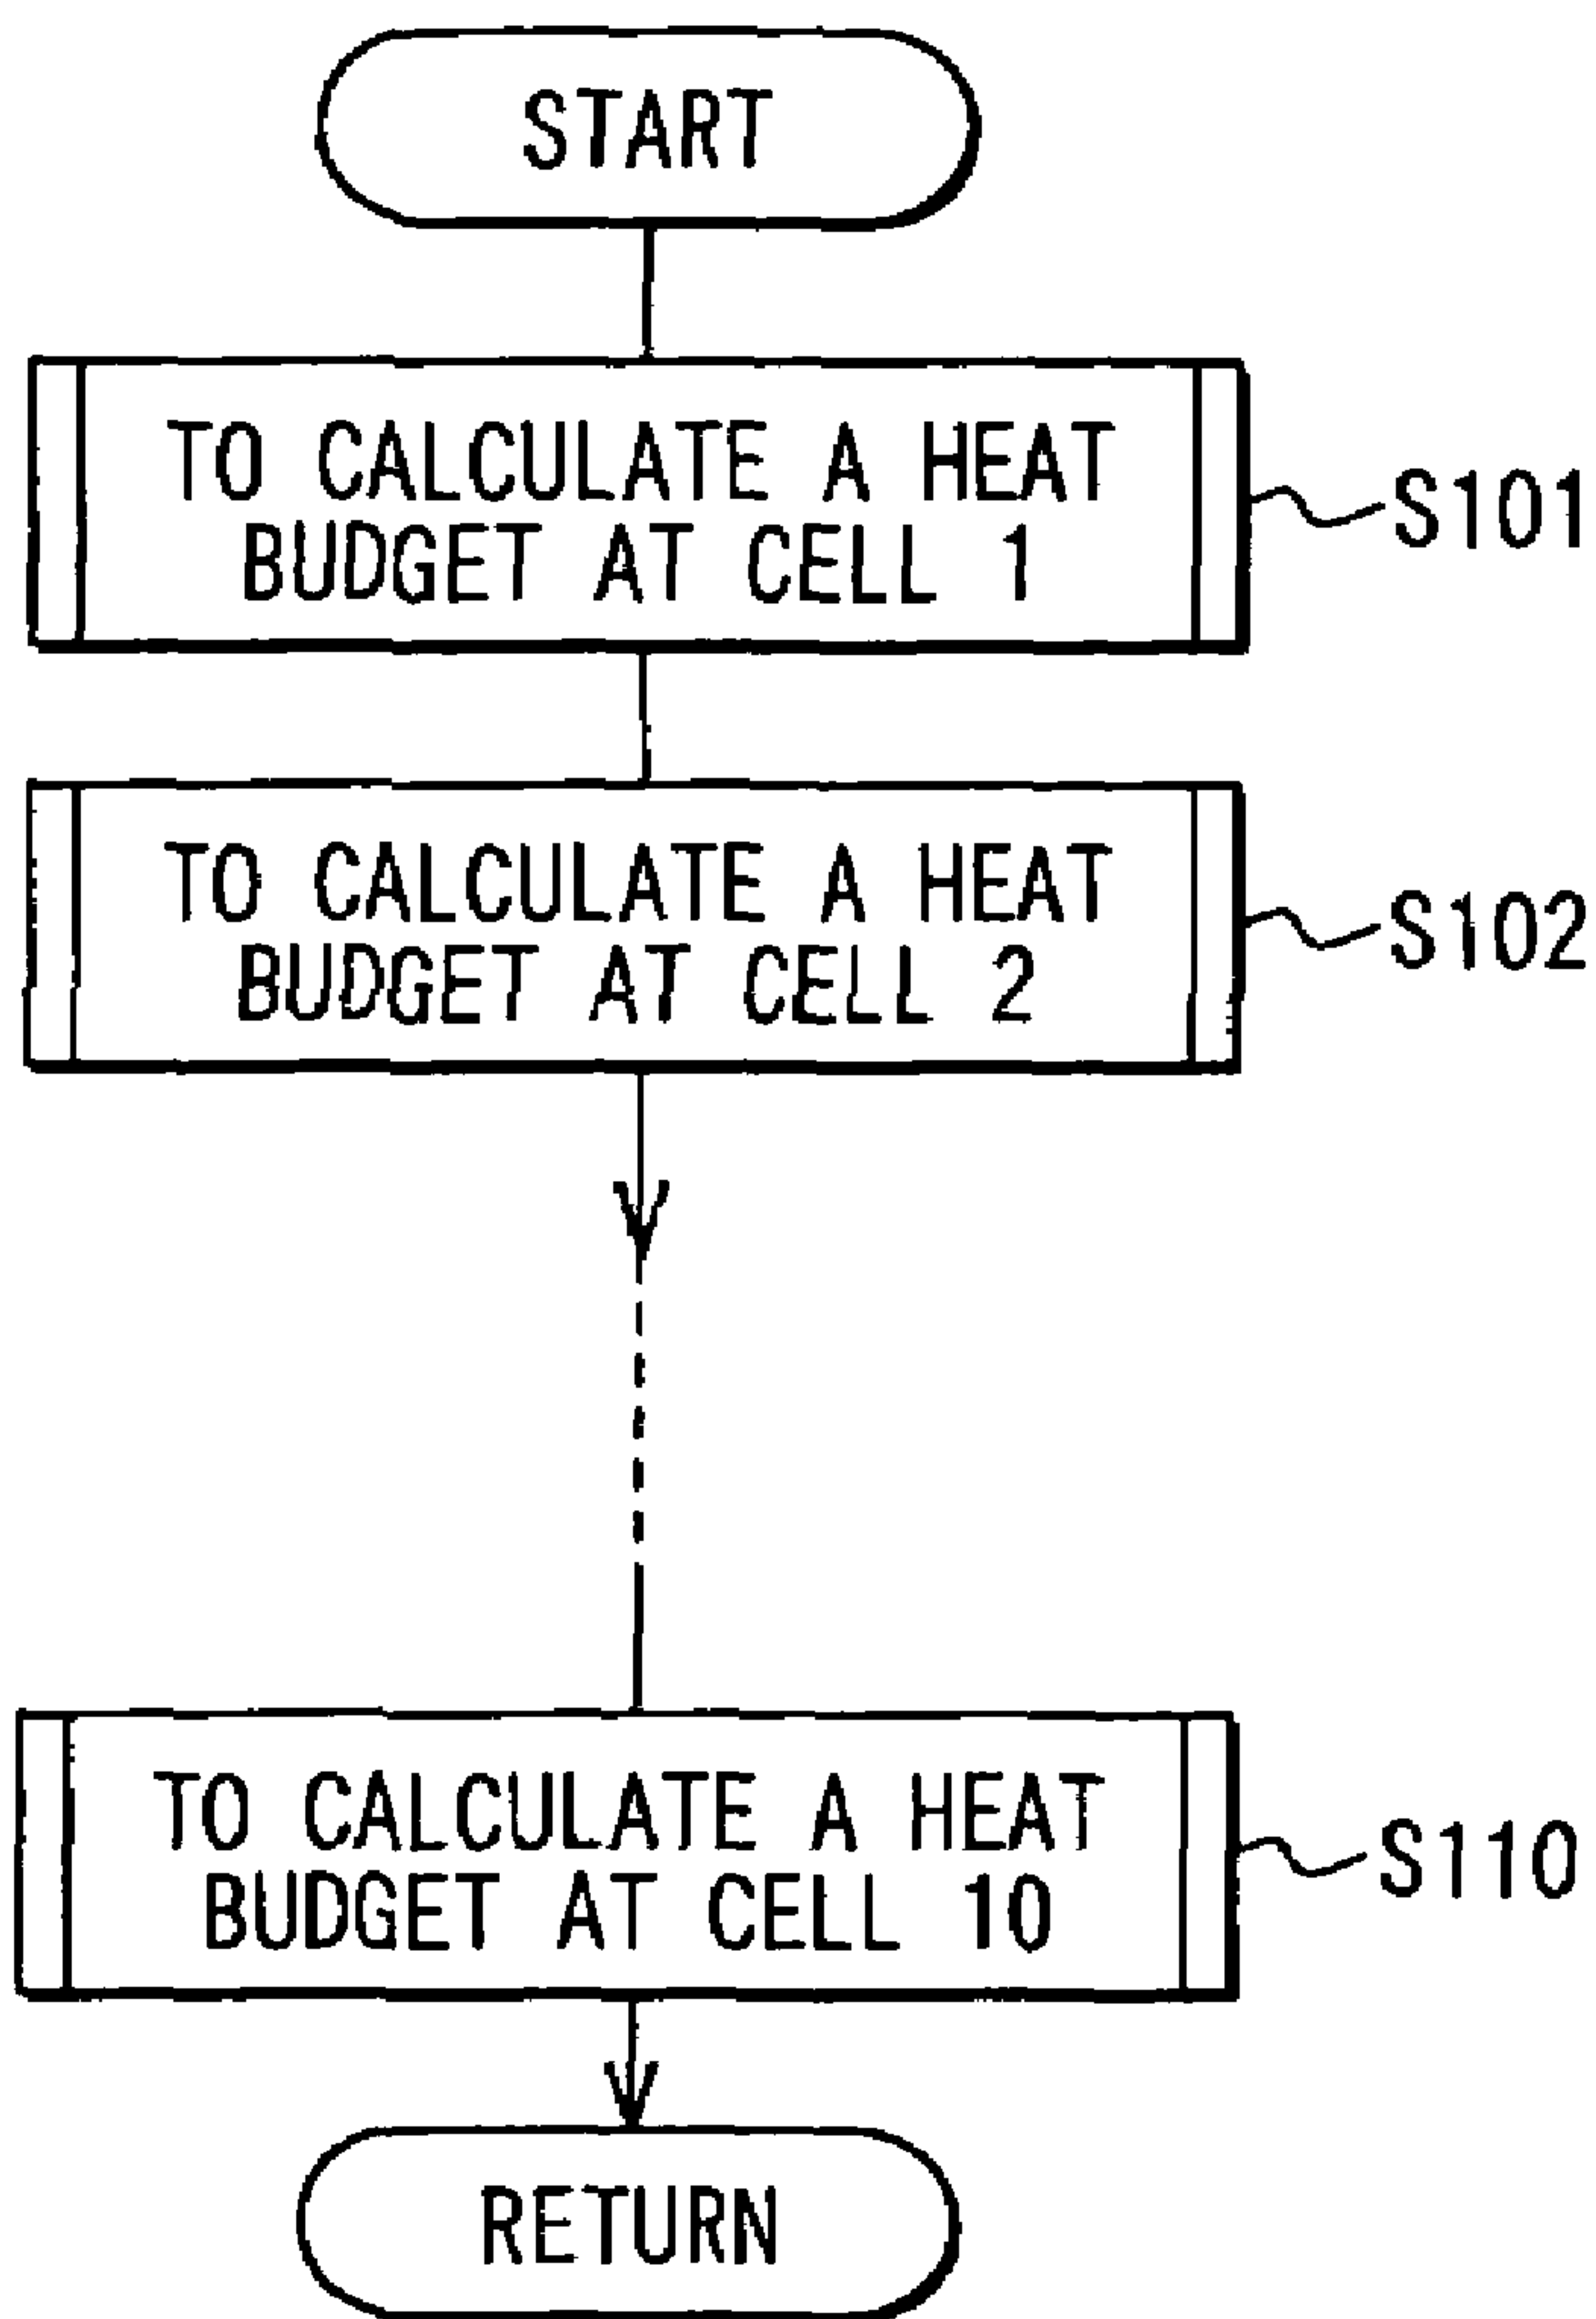 START
TO CALCULATE A HEAT
BUDGET AT CELL 1
S101
TO CALCULATE A HEAT
BUDGET AT CELL 2
S102
TO CALCULATE A HEAT
BUDGET AT CELL 10
S110
RETURN